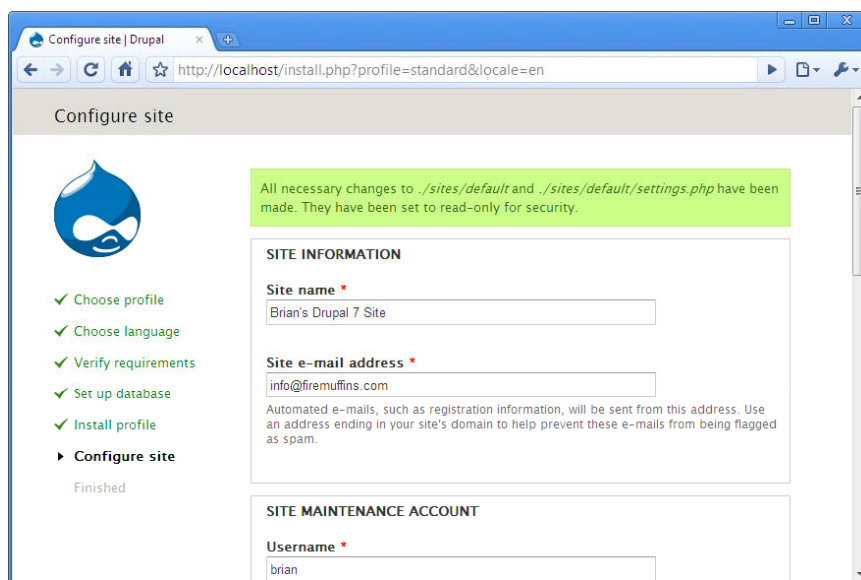 Configure site | Drupal
http://localhost/install.php?profile=standard&locale=en
Configure site
All necessary changes to ./sites/default and ./sites/default/settings.php have been
made. They have been set to read-only for security.
Choose profile
Choose language
Verify requirements
Set up database
Install profile
Configure site
Finished
SITE INFORMATION
Site name *
Brian's Drupal 7 Site
Site e-mail address *
info@firemuffins.com
Automated e-mails, such as registration information, will be sent from this address. Use
an address ending in your site's domain to help prevent these e-mails from being flagged
as spam.
SITE MAINTENANCE ACCOUNT
Username *
brian